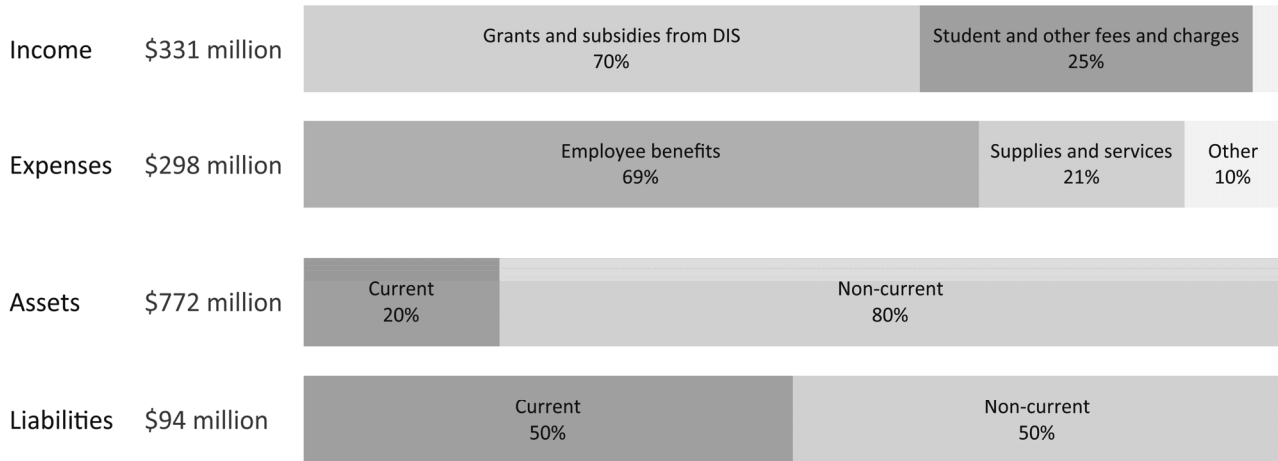 Income $331 million
Grants and subsidies from DIS
70%
Student and other fees and charges
25%
Expenses $298 million
Employee benefits
69%
Supplies and services
21%
Other
10%
Assets $772 million
Current
20%
Non-current
80%
Liabilities $94 million
Current
50%
Non-current
50%